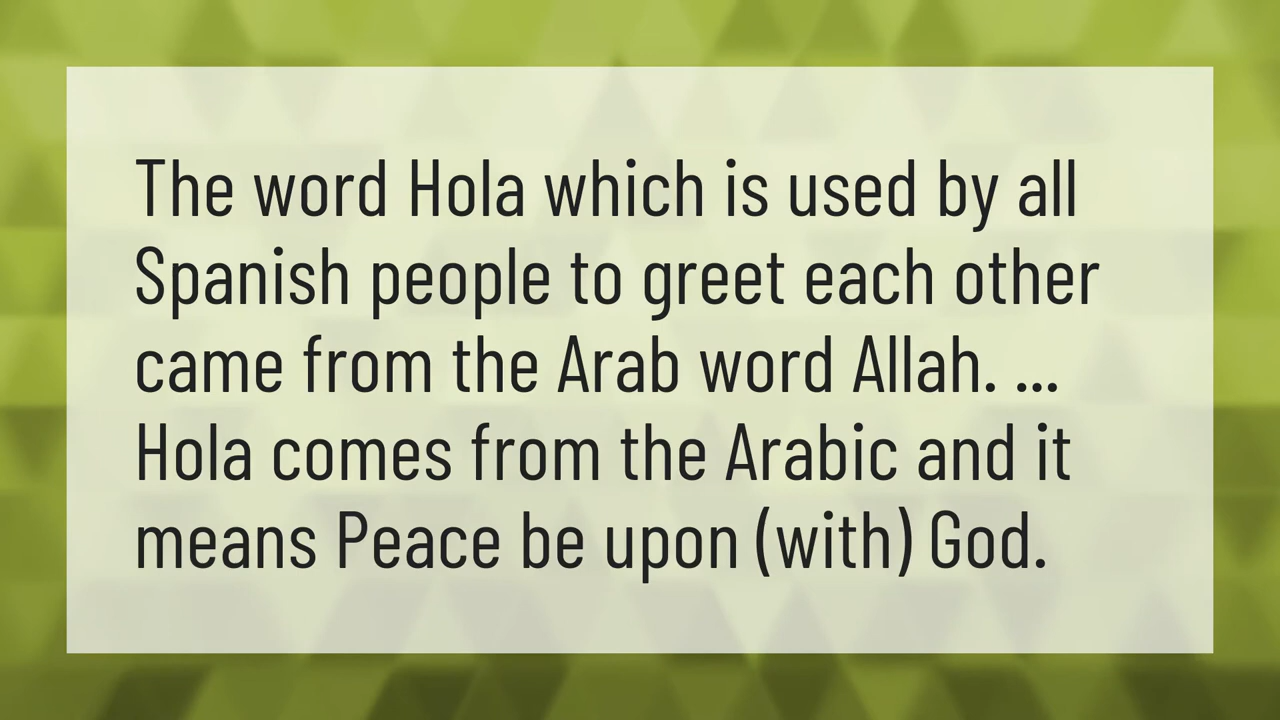 The word Hola which is used by all
Spanish people to greet each other
came from the Arab word Allah. ...
Hola comes from the Arabic and it
means Peace be upon (with) God.